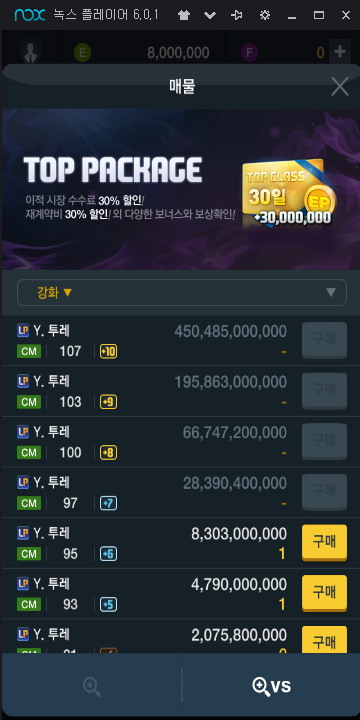 nox 녹스 플레이어 6.0.1
E 8,000,000 F 0 +
매물
TOP PACKAGE
이적 시장 수수료 30% 할인!
재계약비 30% 할인! 외 다양한 보너스와 보상확인!
TOP CLASS
30일
EP
+30,000,000
강화 ▼
LP Y. 투레 450,485,000,000 구매
CM 107 +10 -
LP Y. 투레 195,863,000,000 구매
CM 103 +9 -
LP Y. 투레 66,747,200,000 구매
CM 100 +8 -
LP Y. 투레 28,390,400,000 구매
CM 97 +7 -
LP Y. 투레 8,303,000,000 구매
CM 95 +6 1
LP Y. 투레 4,790,000,000 구매
CM 93 +5 1
LP Y. 투레 2,075,800,000 구매
VS